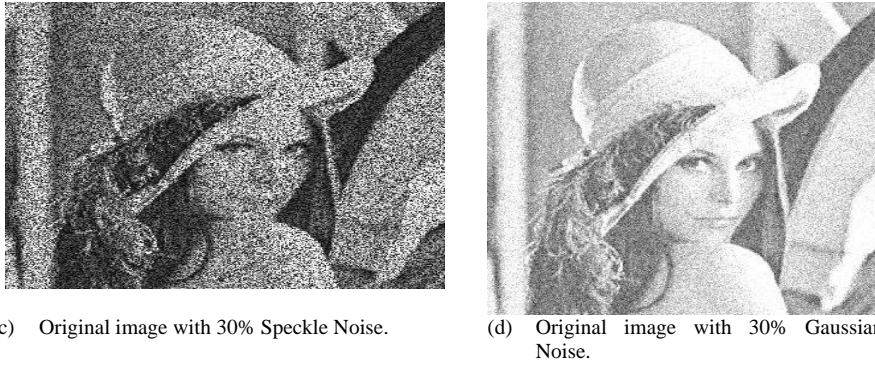 c) Original image with 30% Speckle Noise.
(d) Original image with 30% Gaussian
Noise.